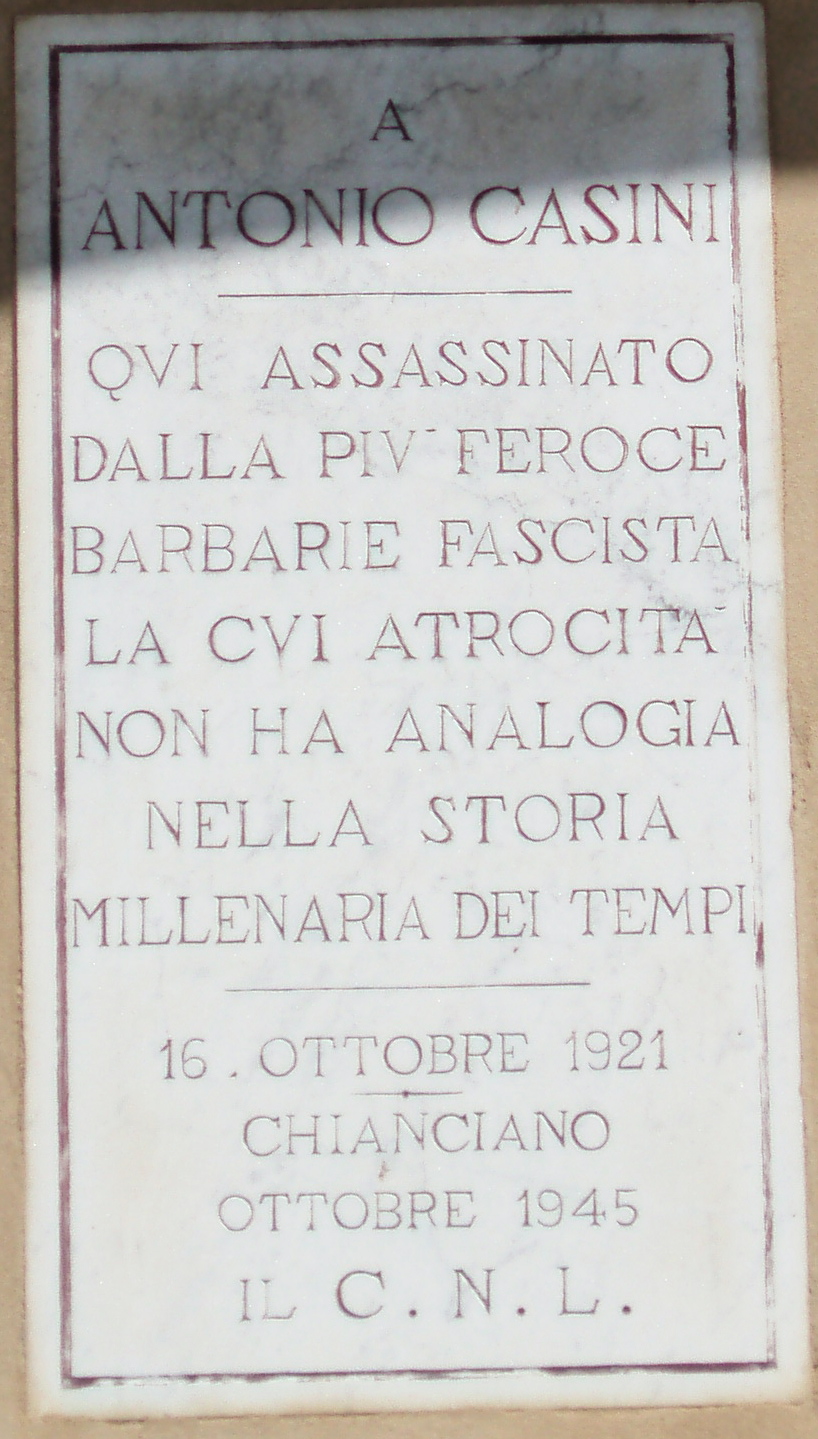 A
ANTONIO CASINI
QVI ASSASSINATO
DALLA PIV̀ FEROCE
BARBARIE FASCISTA
LA CVI ATROCITÀ
NON HA ANALOGIA
NELLA STORIA
MILLENARIA DEI TEMPI
16 . OTTOBRE 1921
CHIANCIANO
OTTOBRE 1945
IL C. N. L.